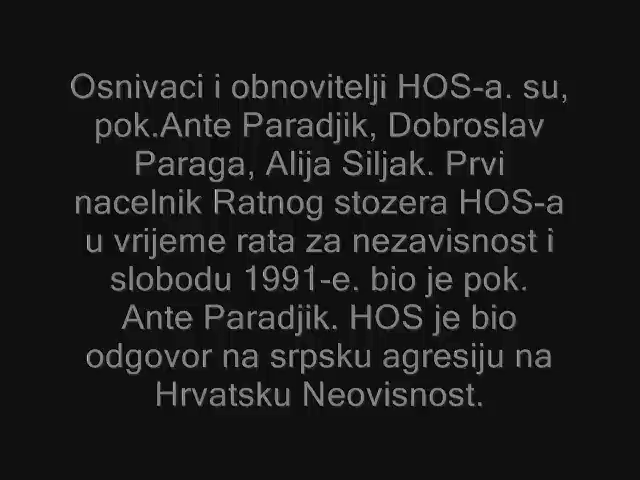 Osnivaci i obnovitelji HOS-a. su,
pok.Ante Paradjik, Dobroslav
Paraga, Alija Siljak. Prvi
nacelnik Ratnog stozera HOS-a
u vrijeme rata za nezavisnost i
slobodu 1991-e. bio je pok.
Ante Paradjik. HOS je bio
odgovor na srpsku agresiju na
Hrvatsku Neovisnost.